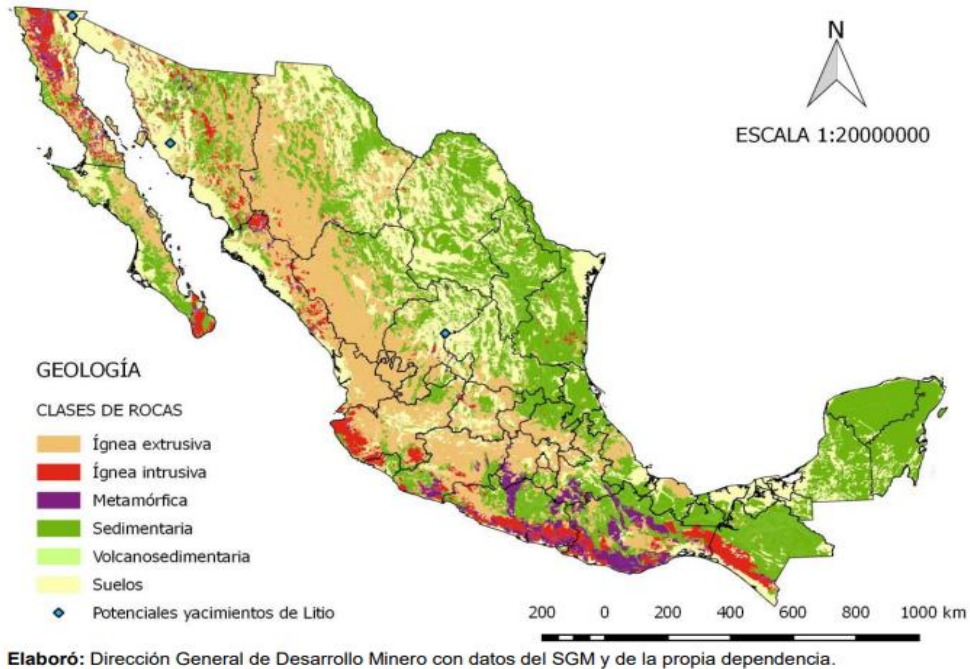 N
ESCALA 1:20000000
GEOLOGÍA
CLASES DE ROCAS
Ígnea extrusiva
Ígnea intrusiva
Metamórfica
Sedimentaria
Volcanosedimentaria
Suelos
Potenciales yacimientos de Litio
200 0 200 400 600 800 1000 km
Elaboró: Dirección General de Desarrollo Minero con datos del SGM y de la propia dependencia.